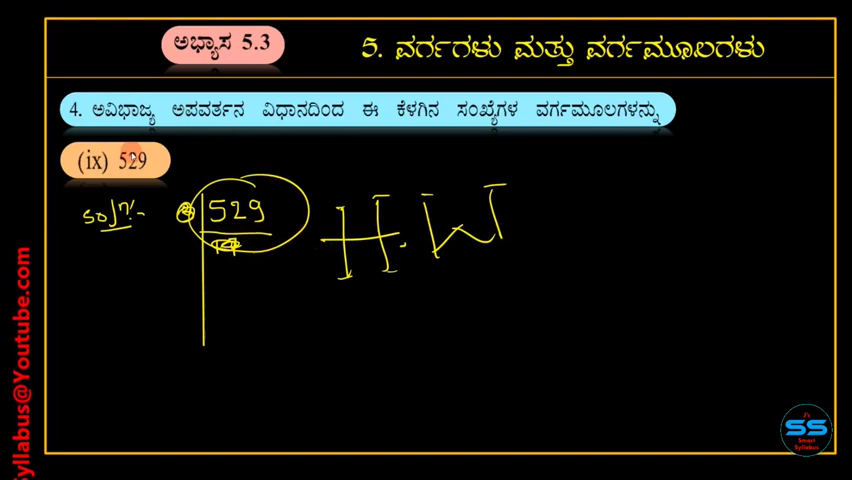 ಅಭ್ಯಾಸ 5.3
5. ವರ್ಗಗಳು ಮತ್ತು ವರ್ಗಮೂಲಗಳು
4. ಅವಿಭಾಜ್ಯ ಅಪವರ್ತನ ವಿಧಾನದಿಂದ ಈ ಕೆಳಗಿನ ಸಂಖ್ಯೆಗಳ ವರ್ಗಮೂಲಗಳನ್ನು
(ix) 529
soln:-
529
H.W
Syllabus@Youtube.com
J's
SS
Smart
Syllabus